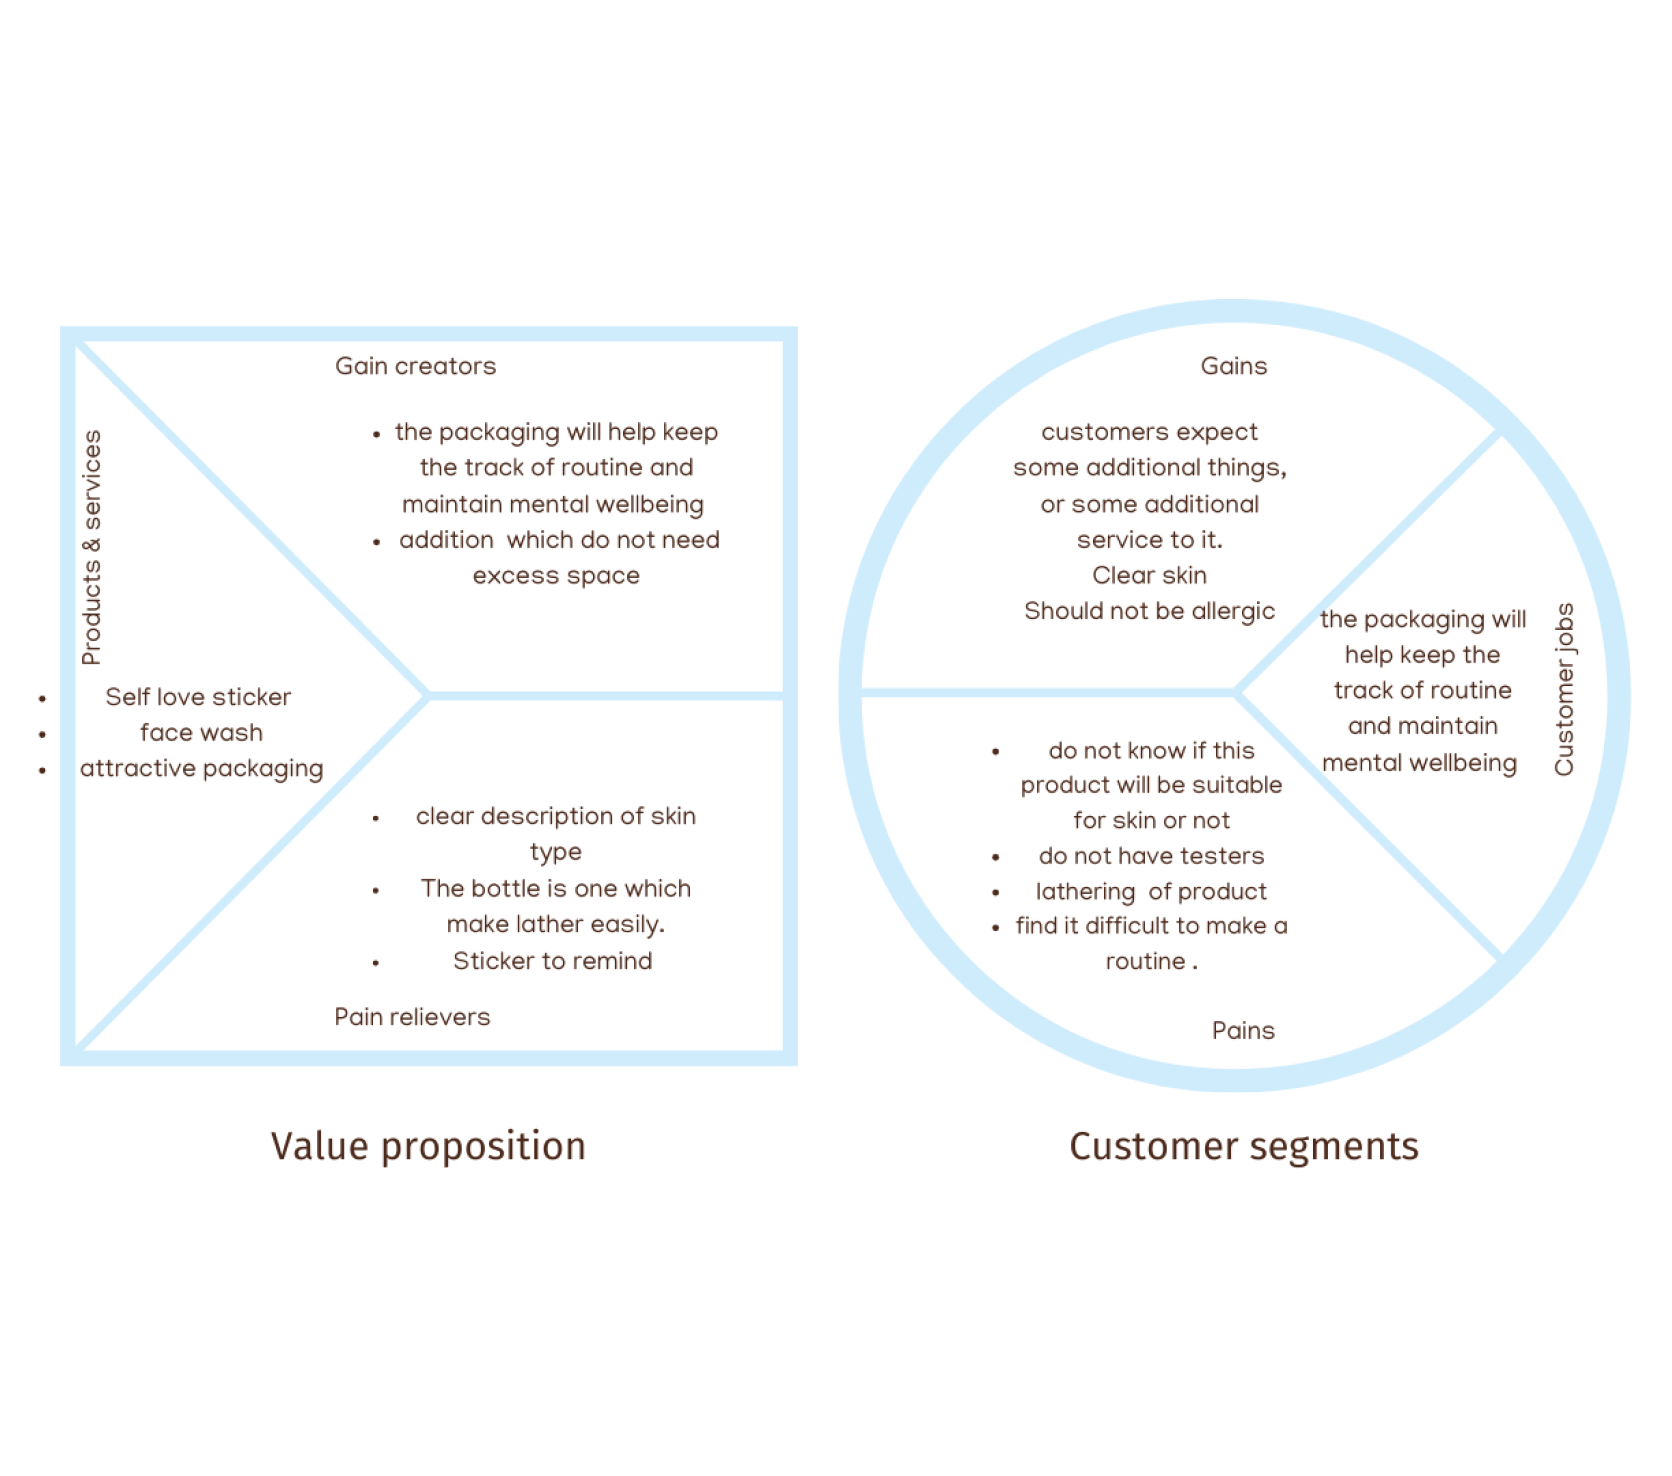 Gain creators
• the packaging will help keep
the track of routine and
maintain mental wellbeing
• addition  which do not need
excess space
Products & services
• Self love sticker
• face wash
• attractive packaging
• clear description of skin
type
• The bottle is one which
make lather easily.
• Sticker to remind
Pain relievers
Value proposition
Gains
customers expect
some additional things,
or some additional
service to it.
Clear skin
Should not be allergic
the packaging will
help keep the
track of routine
and maintain
mental wellbeing
Customer jobs
• do not know if this
product will be suitable
for skin or not
• do not have testers
• lathering  of product
• find it difficult to make a
routine .
Pains
Customer segments